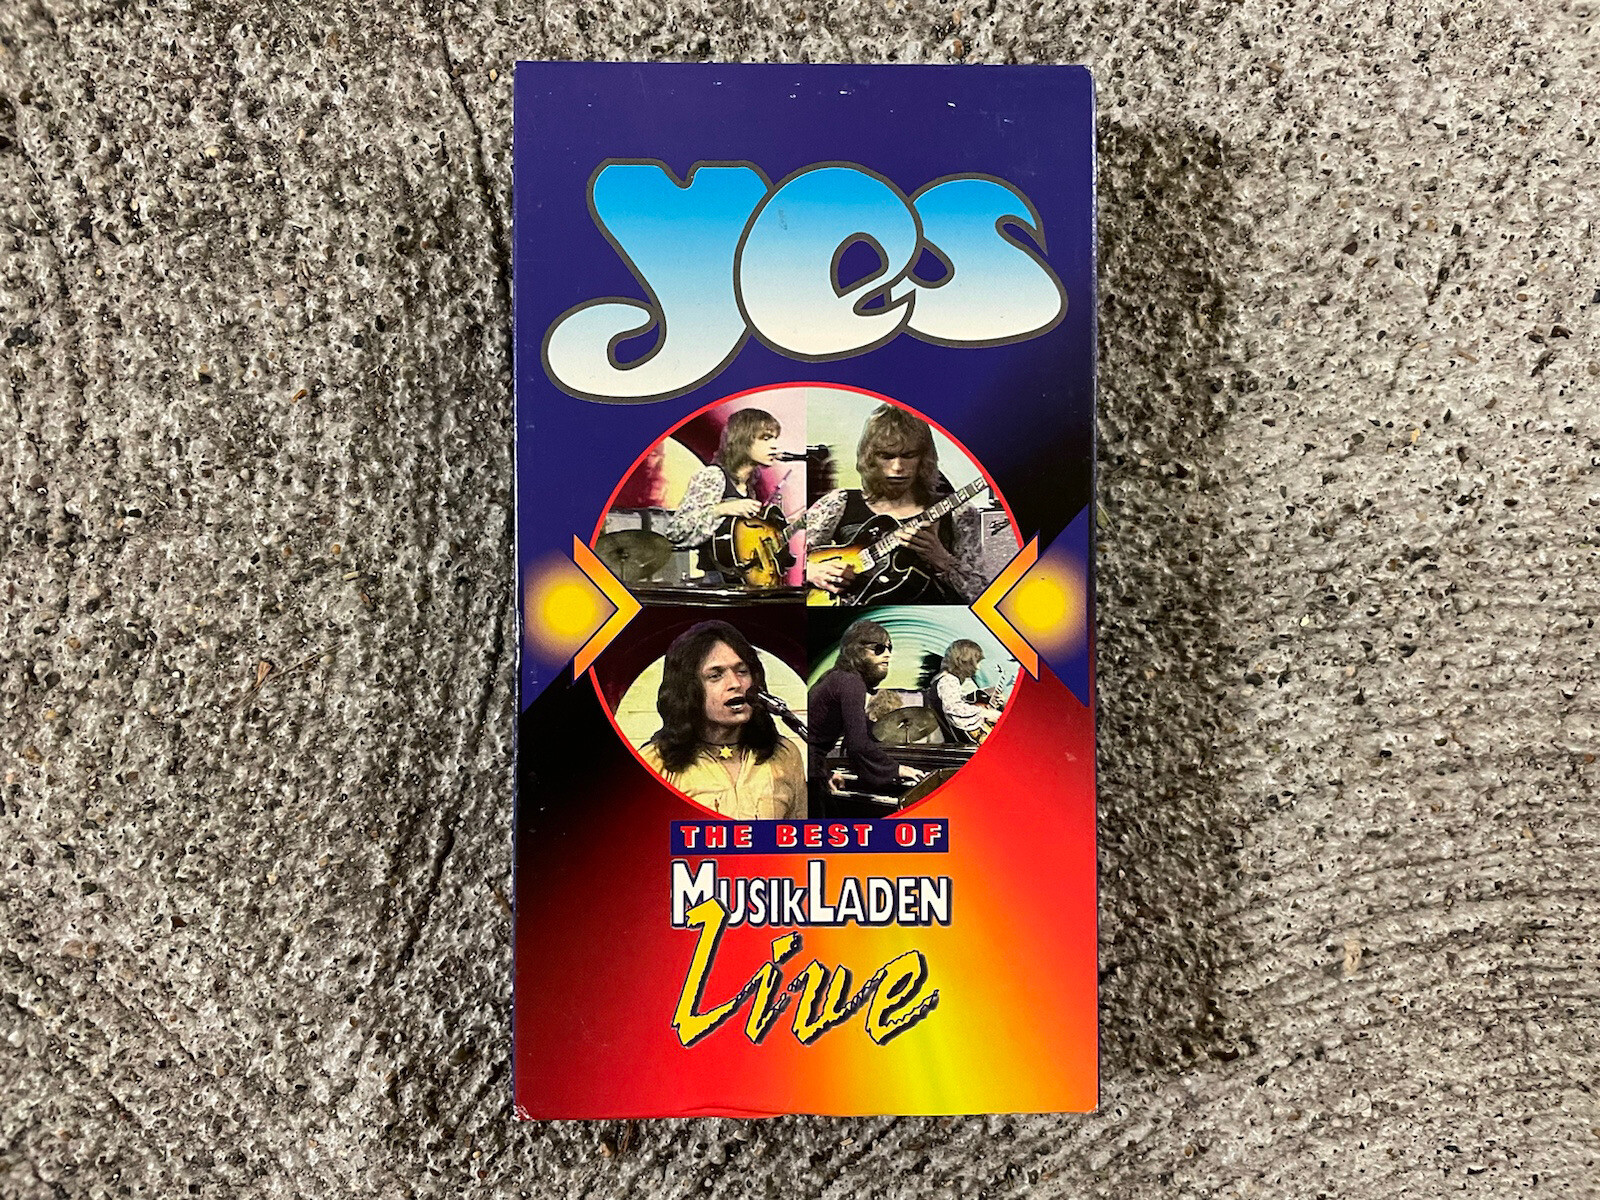 yes
THE BEST OF
MUSIKLADEN
Live